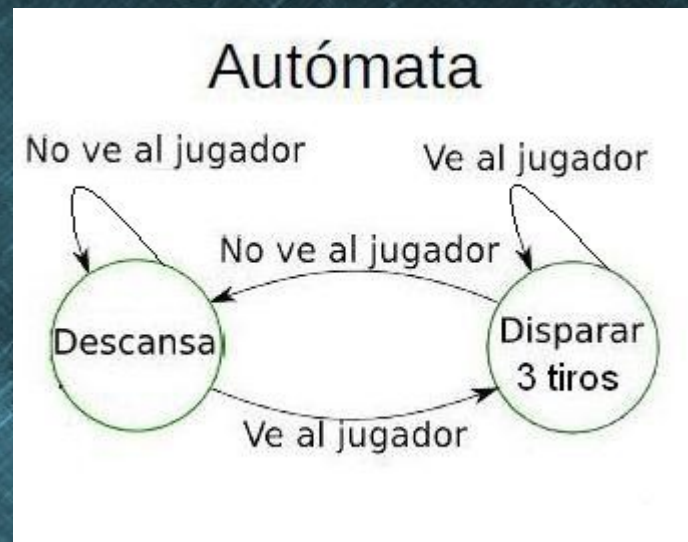 Autómata
No ve al jugador
Ve al jugador
No ve al jugador
Descansa
Disparar
3 tiros
Ve al jugador